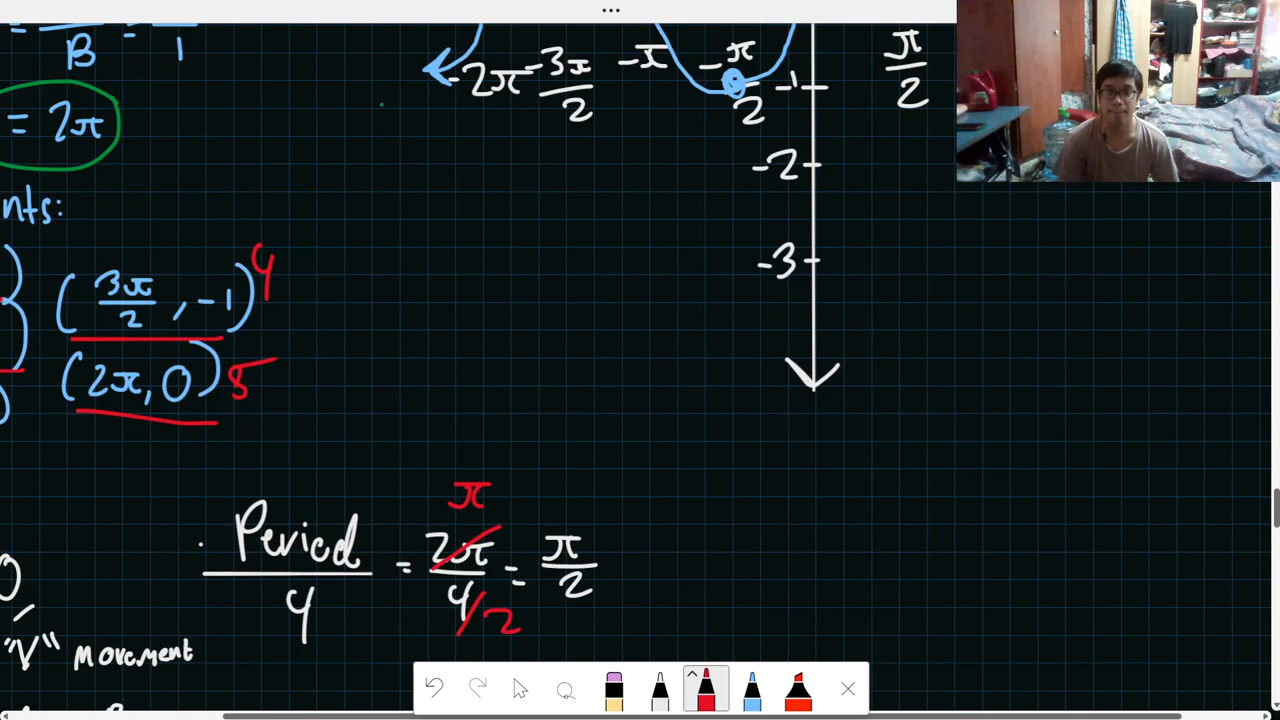 = — = —
B 1
= 2π
nts:
-2π -3π/2 -π -π/2 -1 π/2
-2
-3
(3π/2, -1) 4
(2π, 0) 5
π
Period/4 = 2π/4 = π/2
2
0,
"V" movement